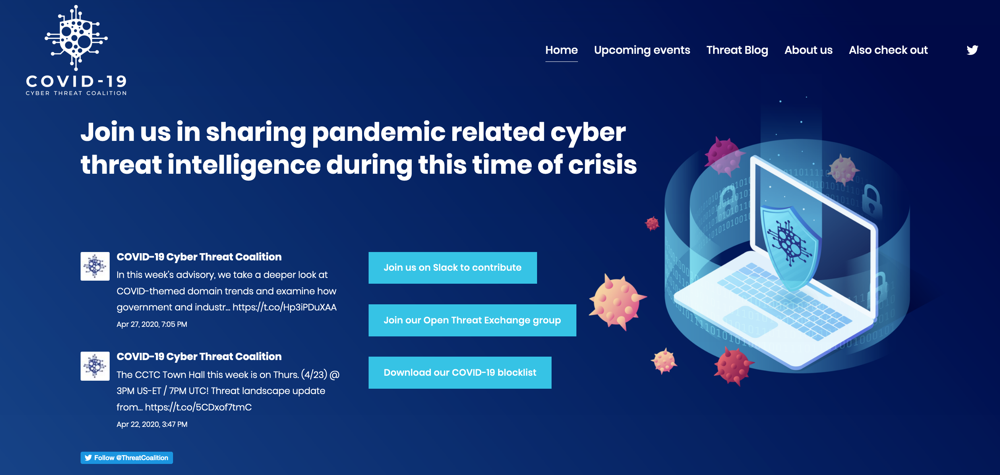 COVID-19
CYBER THREAT COALITION
Home
Upcoming events
Threat Blog
About us
Also check out
Join us in sharing pandemic related cyber
threat intelligence during this time of crisis
COVID-19 Cyber Threat Coalition
In this week's advisory, we take a deeper look at
COVID-themed domain trends and examine how
government and industr... https://t.co/Hp3iPDuXAA
Apr 27, 2020, 7:05 PM
COVID-19 Cyber Threat Coalition
The CCTC Town Hall this week is on Thurs. (4/23) @
3PM US-ET / 7PM UTC! Threat landscape update
from... https://t.co/5CDxof7tmC
Apr 22, 2020, 3:47 PM
Follow @ThreatCoalition
Join us on Slack to contribute
Join our Open Threat Exchange group
Download our COVID-19 blocklist